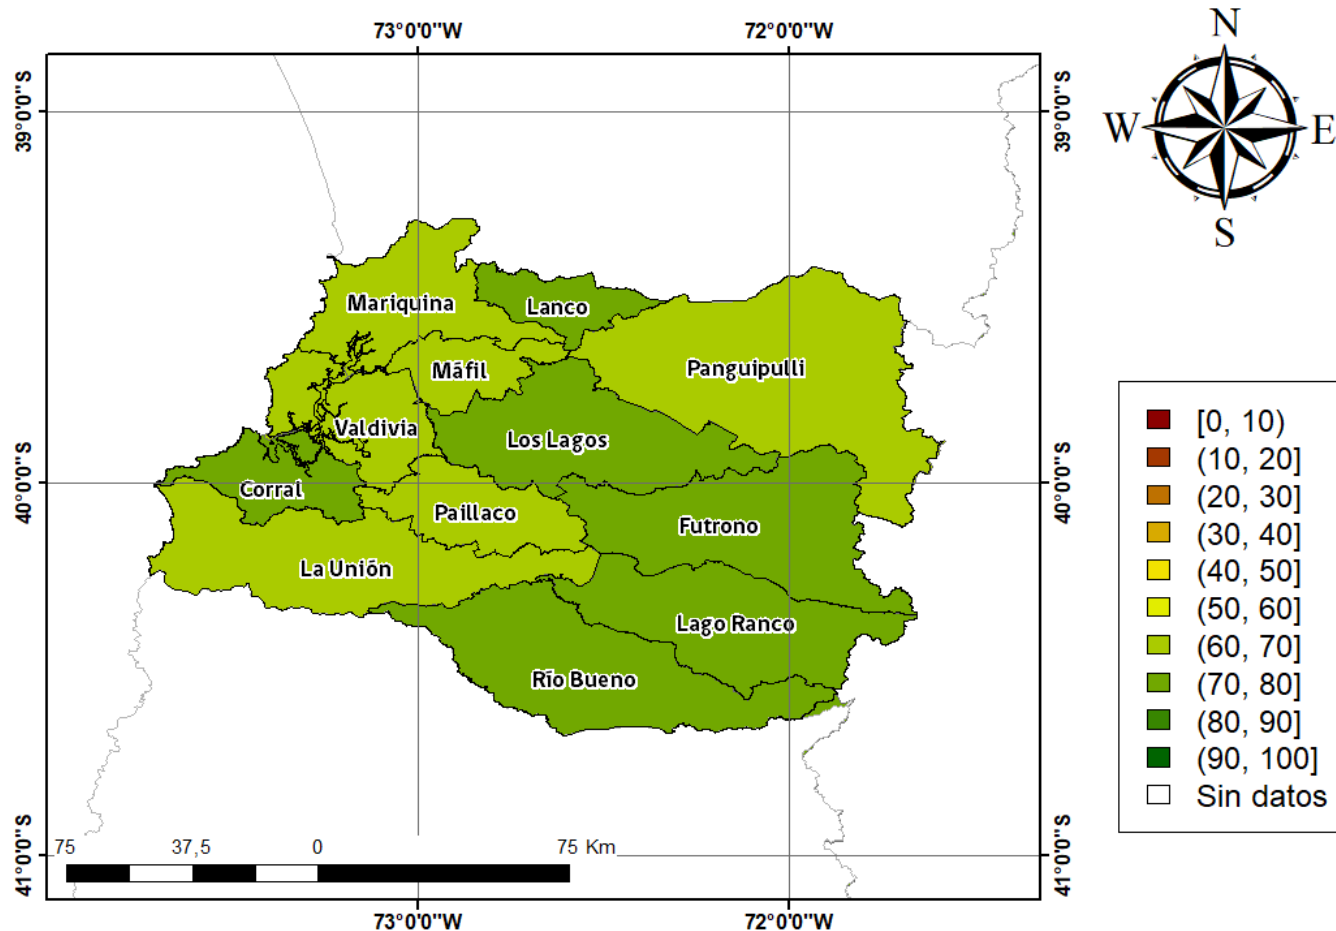 73°0'0"W 72°0'0"W
N
W E
S
39°0'0"S 39°0'0"S
Mariquina
Lanco
Panguipulli
Máfil
Valdivia
Los Lagos
Corral
40°0'0"S 40°0'0"S
Paillaco
Futrono
La Unión
Lago Ranco
Río Bueno
[0, 10)
(10, 20]
(20, 30]
(30, 40]
(40, 50]
(50, 60]
(60, 70]
(70, 80]
(80, 90]
(90, 100]
Sin datos
75 37,5 0 75 Km
41°0'0"S 41°0'0"S
73°0'0"W 72°0'0"W